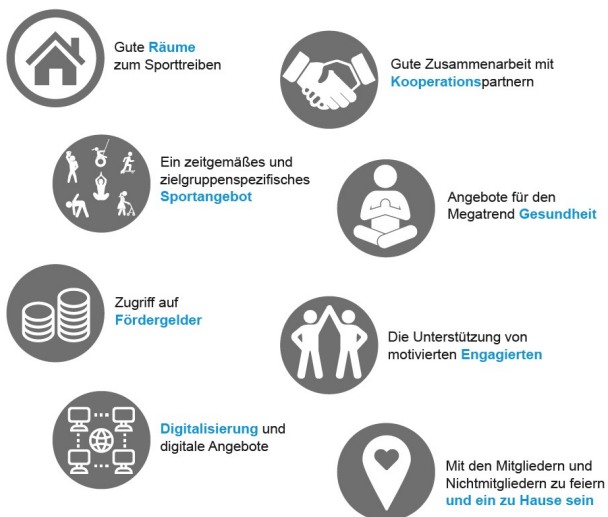 Gute Räume
zum Sporttreiben
Gute Zusammenarbeit mit
Kooperationspartnern
Ein zeitgemäßes und
zielgruppenspezifisches
Sportangebot
Angebote für den
Megatrend Gesundheit
Zugriff auf
Fördergelder
Die Unterstützung von
motivierten Engagierten
Digitalisierung und
digitale Angebote
Mit den Mitgliedern und
Nichtmitgliedern zu feiern
und ein zu Hause sein